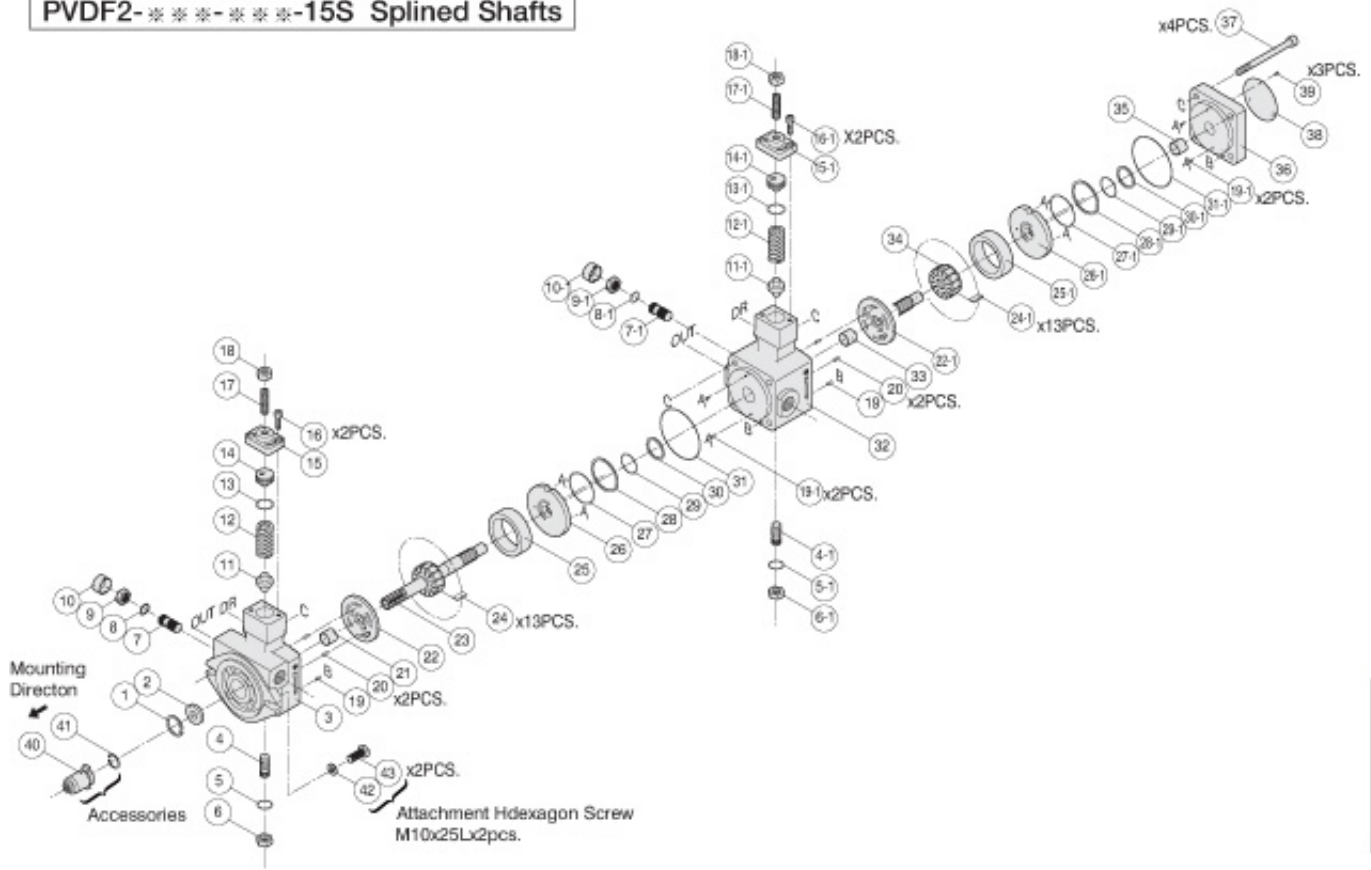 PVDF2-※※※-※※※-15S Splined Shafts
x4PCS. 37
x3PCS.
39
38
35
C
A
36
A
B
19-1
x2PCS.
31-1
30-1
29-1
28-1
27-1
A
A
26-1
25-1
34
24-1
x13PCS.
22-1
33
18-1
17-1
16-1 X2PCS.
15-1
14-1
13-1
12-1
11-1
10-1
9-1
8-1
7-1
DR
OUT
C
C
A
B
20
x2PCS.
19
32
B
A
19-1 x2PCS.
4-1
5-1
6-1
31
30
29
28
27
A
A
26
25
18
17
16 x2PCS.
15
14
13
12
11
10
9
8
7
OUT DR
C
24 x13PCS.
23
22
21
20
x2PCS.
B
19
3
Mounting
Directon
1
2
41
40
Accessories
4
5
6
43 x2PCS.
42
Attachment Hdexagon Screw
M10x25Lx2pcs.